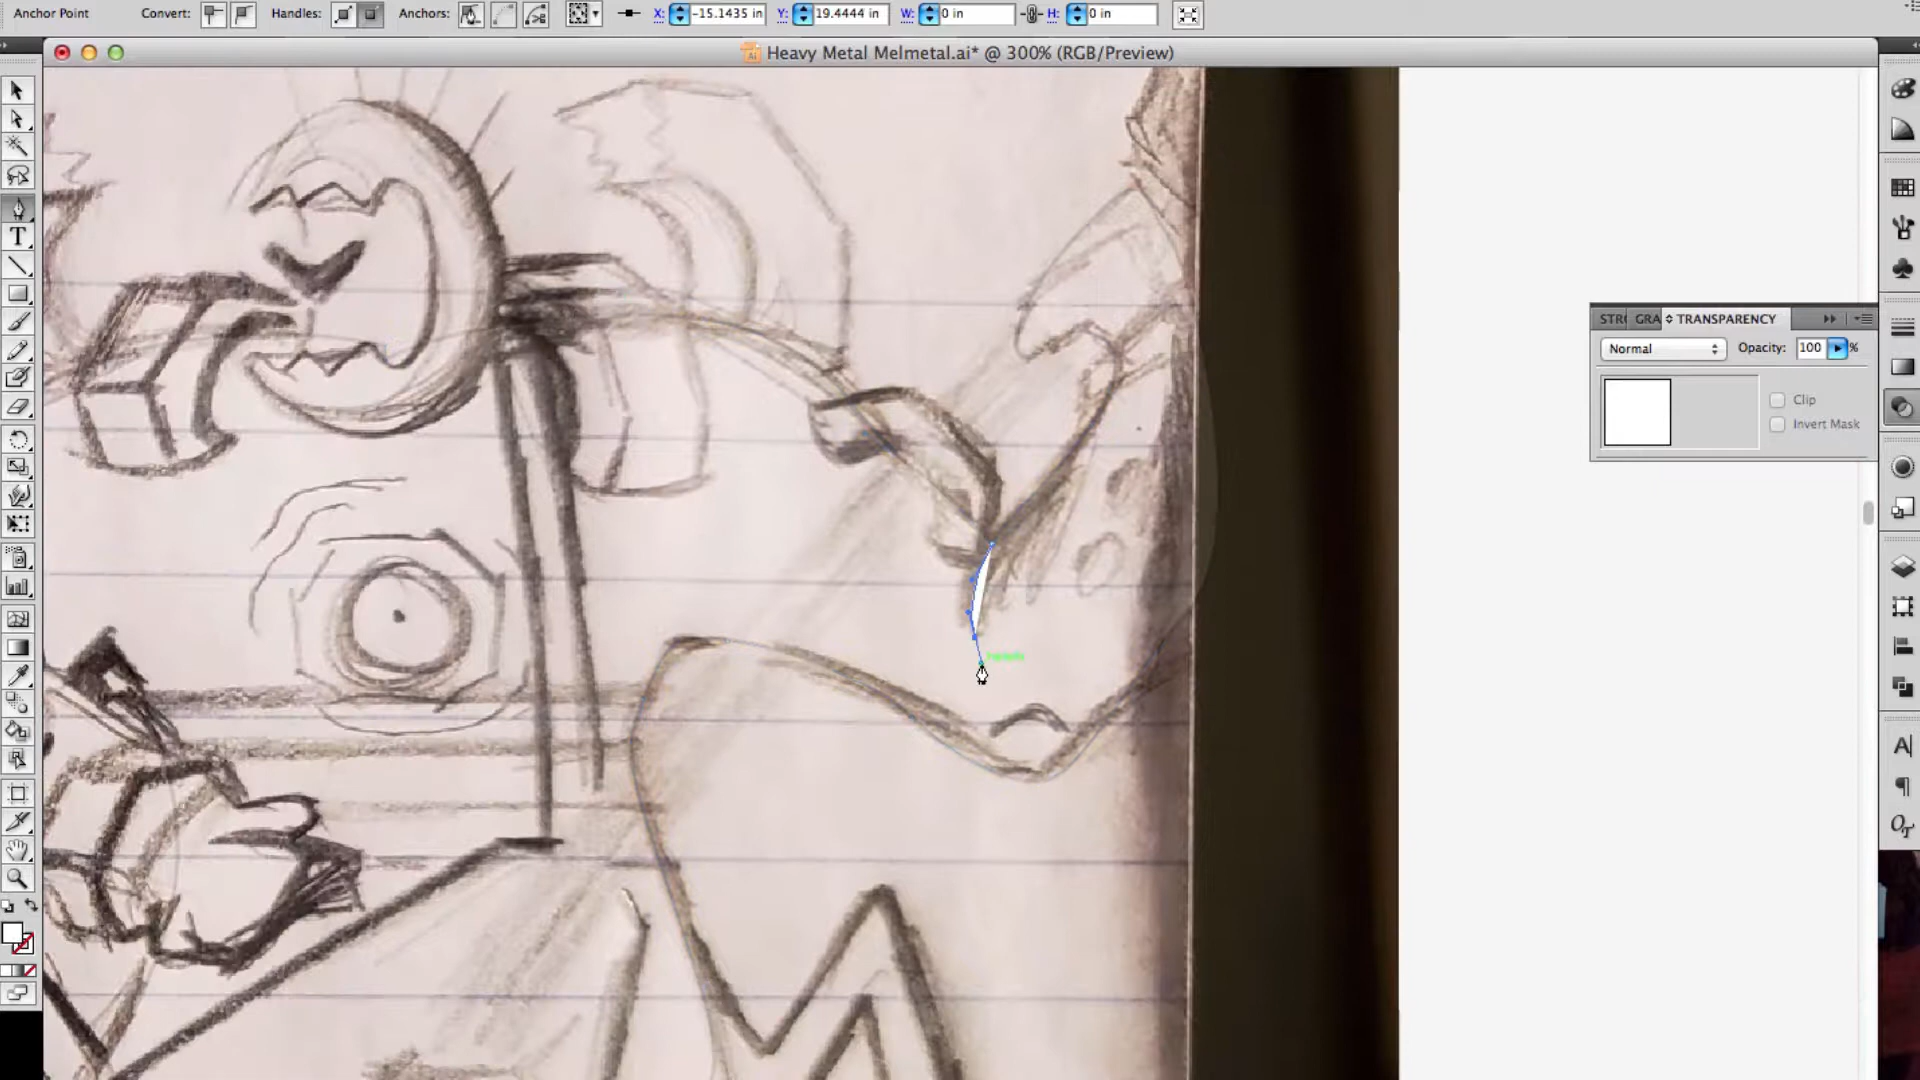 Anchor Point Convert: Handles: Anchors: X: -15.1435 in Y: 19.4444 in W: 0 in H: 0 in
Heavy Metal Melmetal.ai* @ 300% (RGB/Preview)
STR GRA TRANSPARENCY
Normal Opacity: 100 %
Clip
Invert Mask